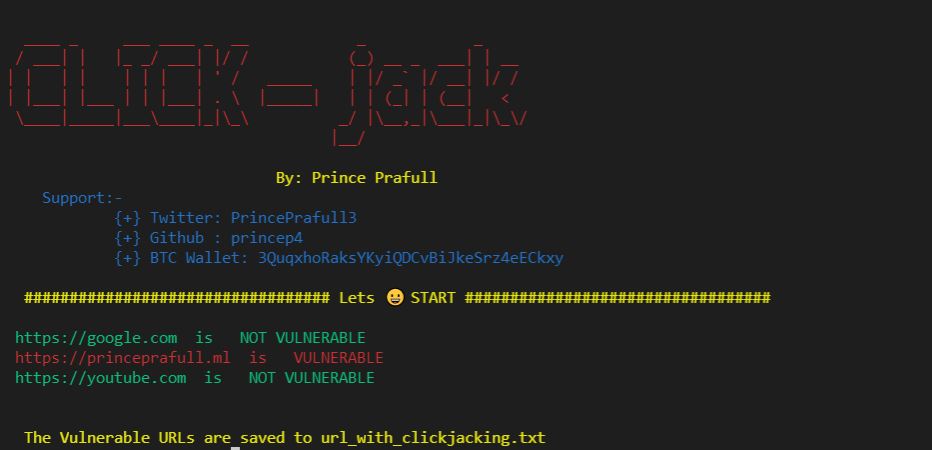 CLICK - jack
By: Prince Prafull
Support:-
{+} Twitter: PrincePrafull3
{+} Github : princep4
{+} BTC Wallet: 3QuqxhoRaksYKyiQDCvBiJkeSrz4eECkxy
################################## Lets 😀 START ##################################
https://google.com is NOT VULNERABLE
https://princeprafull.ml is VULNERABLE
https://youtube.com is NOT VULNERABLE
The Vulnerable URLs are saved to url_with_clickjacking.txt